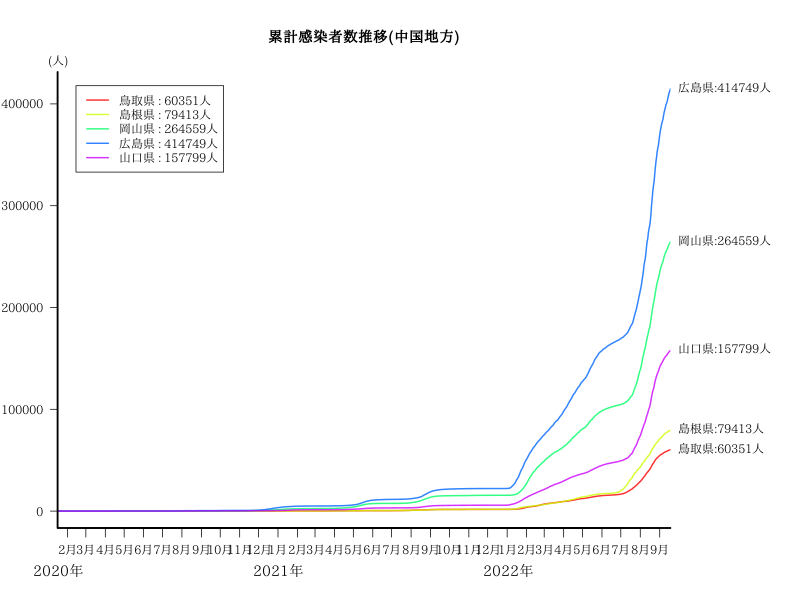 累計感染者数推移(中国地方)
(人)
鳥取県 : 60351人
島根県 : 79413人
岡山県 : 264559人
広島県 : 414749人
山口県 : 157799人
400000
300000
200000
100000
0
広島県:414749人
岡山県:264559人
山口県:157799人
島根県:79413人
鳥取県:60351人
2月3月 4月5月 6月7月 8月 9月10月11月12月1月 2月3月 4月5月 6月7月 8月 9月10月11月12月1月 2月3月 4月5月 6月7月 8月9月
2020年 2021年 2022年